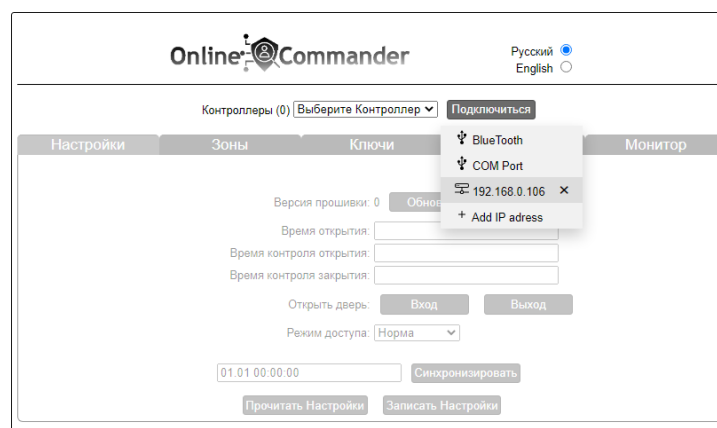 Online Commander
Русский
English
Контроллеры (0) Выберите Контроллер Подключиться
Настройки Зоны Ключи Монитор
BlueTooth
COM Port
192.168.0.106 ×
+ Add IP adress
Версия прошивки: 0
Время открытия:
Время контроля открытия:
Время контроля закрытия:
Открыть дверь: Вход Выход
Режим доступа: Норма
01.01 00:00:00 Синхронизировать
Прочитать Настройки Записать Настройки